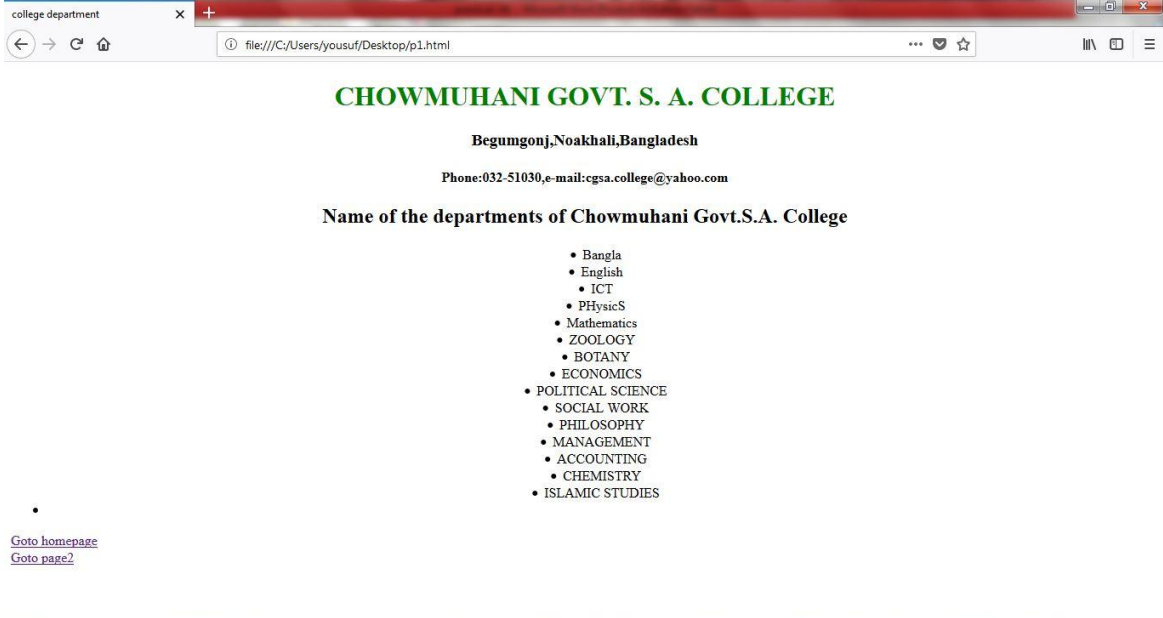 college department
file:///C:/Users/yousuf/Desktop/p1.html
CHOWMUHANI GOVT. S. A. COLLEGE
Begumgonj,Noakhali,Bangladesh
Phone:032-51030,e-mail:cgsa.college@yahoo.com
Name of the departments of Chowmuhani Govt.S.A. College
• Bangla
• English
• ICT
• PHysicS
• Mathematics
• ZOOLOGY
• BOTANY
• ECONOMICS
• POLITICAL SCIENCE
• SOCIAL WORK
• PHILOSOPHY
• MANAGEMENT
• ACCOUNTING
• CHEMISTRY
• ISLAMIC STUDIES
•
Goto homepage
Goto page2